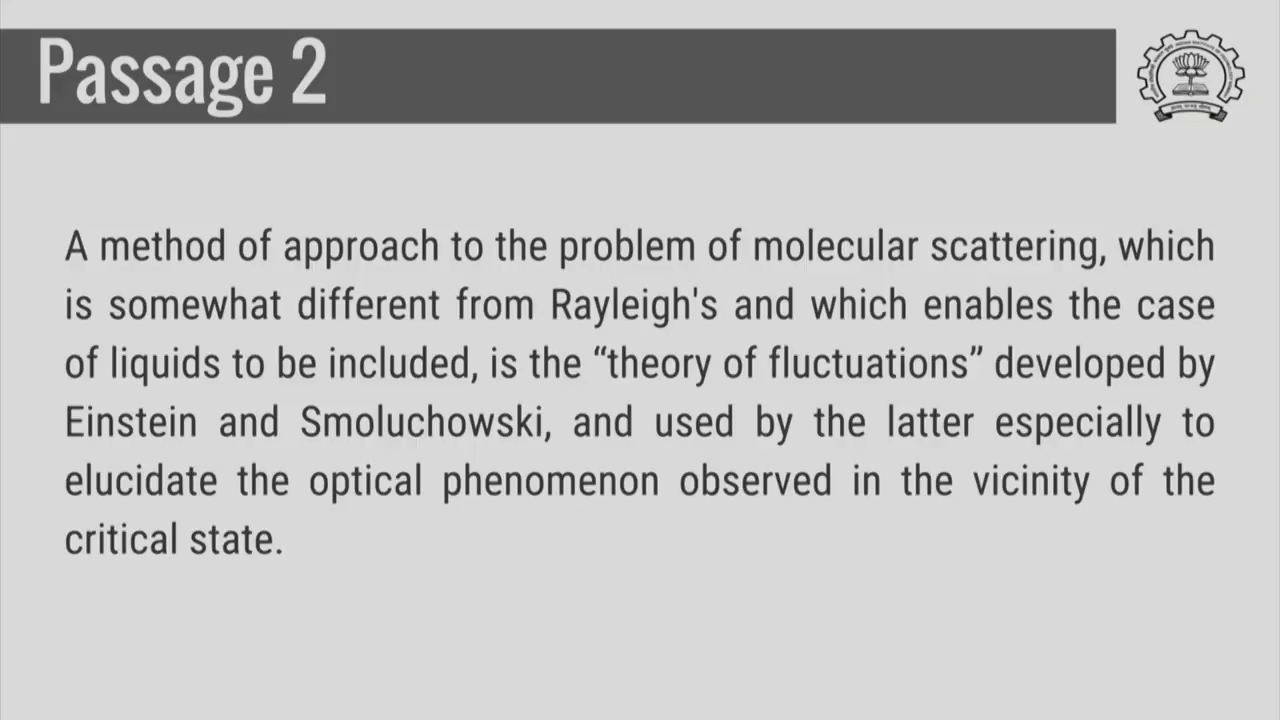 Passage 2
A method of approach to the problem of molecular scattering, which
is somewhat different from Rayleigh's and which enables the case
of liquids to be included, is the “theory of fluctuations” developed by
Einstein and Smoluchowski, and used by the latter especially to
elucidate the optical phenomenon observed in the vicinity of the
critical state.